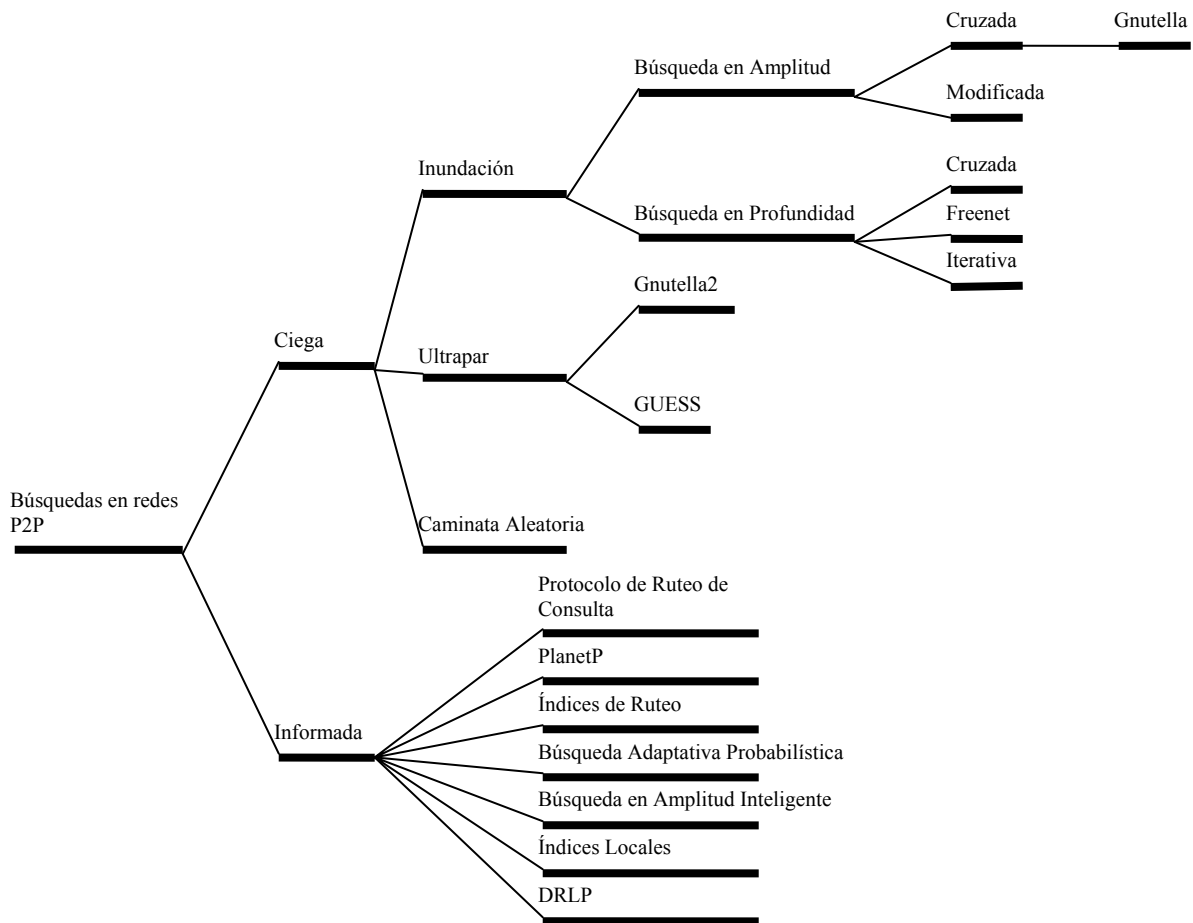 Cruzada
Gnutella
Búsqueda en Amplitud
Modificada
Inundación
Cruzada
Búsqueda en Profundidad
Freenet
Iterativa
Gnutella2
Ciega
Ultrapar
GUESS
Búsquedas en redes
P2P
Caminata Aleatoria
Protocolo de Ruteo de
Consulta
PlanetP
Índices de Ruteo
Informada
Búsqueda Adaptativa Probabilística
Búsqueda en Amplitud Inteligente
Índices Locales
DRLP